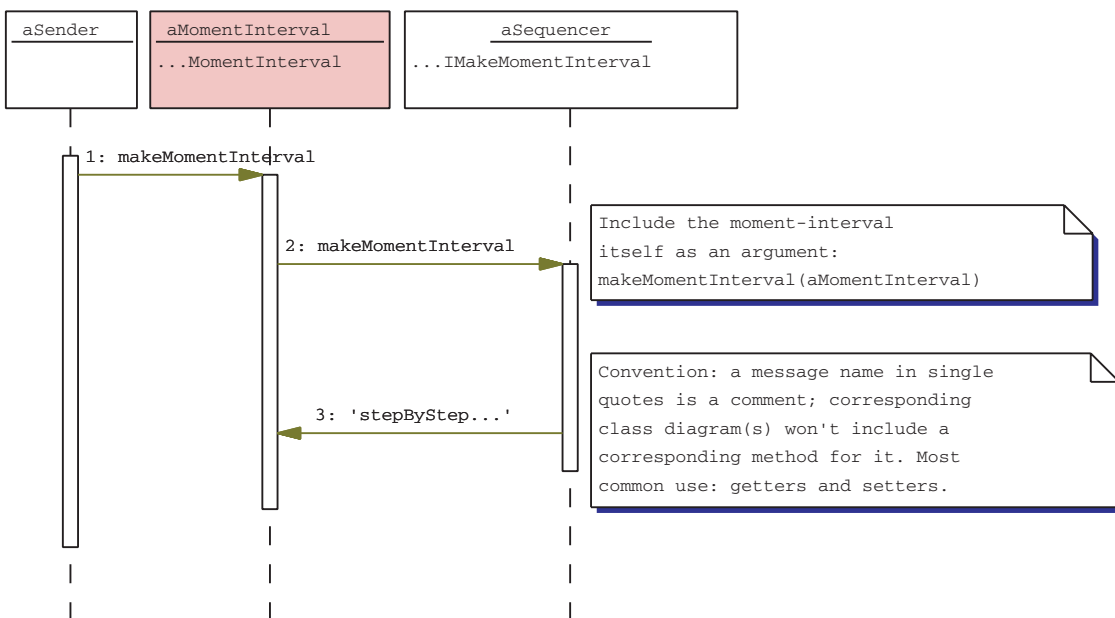 aSender
aMomentInterval
...MomentInterval
aSequencer
...IMakeMomentInterval
1: makeMomentInterval
2: makeMomentInterval
Include the moment-interval
itself as an argument:
makeMomentInterval(aMomentInterval)
3: 'stepByStep...'
Convention: a message name in single
quotes is a comment; corresponding
class diagram(s) won't include a
corresponding method for it. Most
common use: getters and setters.